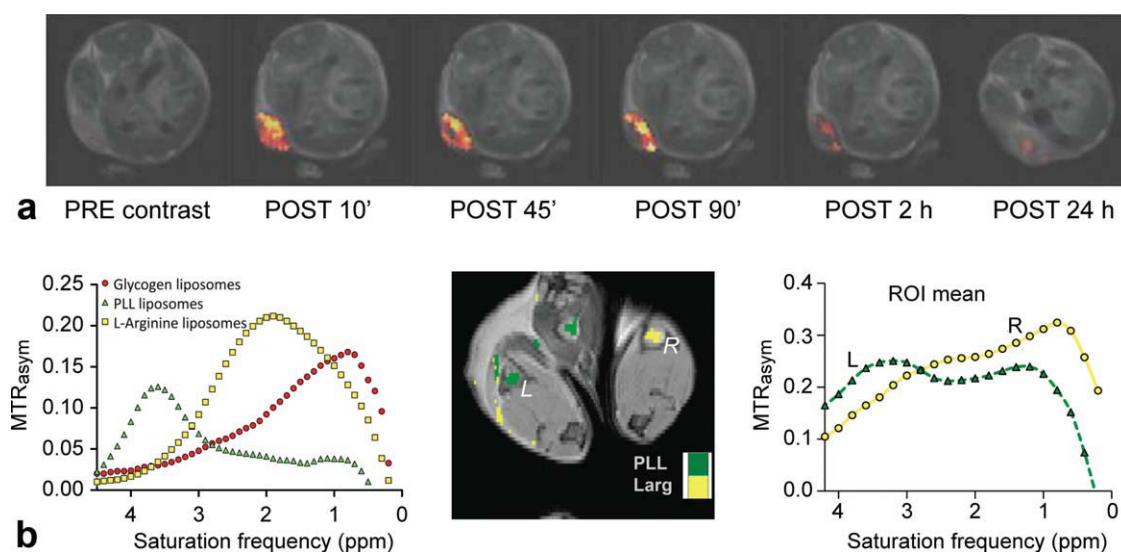 a
PRE contrast
POST 10’
POST 45’
POST 90’
POST 2 h
POST 24 h
b
MTRasym
0.25
0.20
0.15
0.10
0.05
0.00
Glycogen liposomes
PLL liposomes
L-Arginine liposomes
4 3 2 1 0
Saturation frequency (ppm)
L
R
PLL
Larg
MTRasym
0.4
0.3
0.2
0.1
0.0
ROI mean
L
R
4 3 2 1 0
Saturation frequency (ppm)